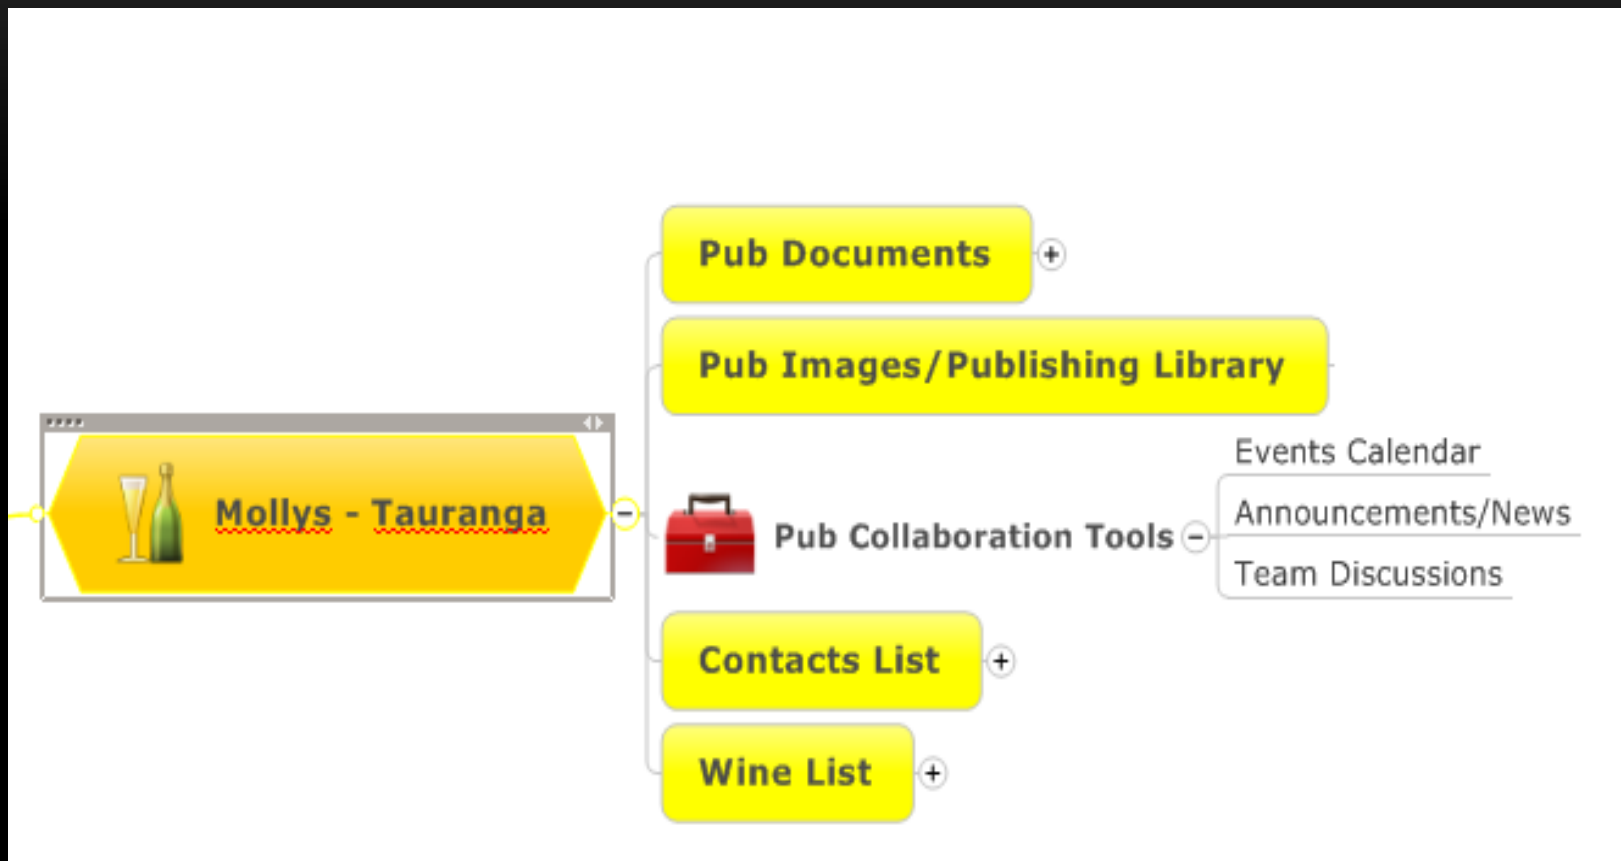 Pub Documents
Pub Images/Publishing Library
Mollys - Tauranga
Pub Collaboration Tools
Events Calendar
Announcements/News
Team Discussions
Contacts List
Wine List